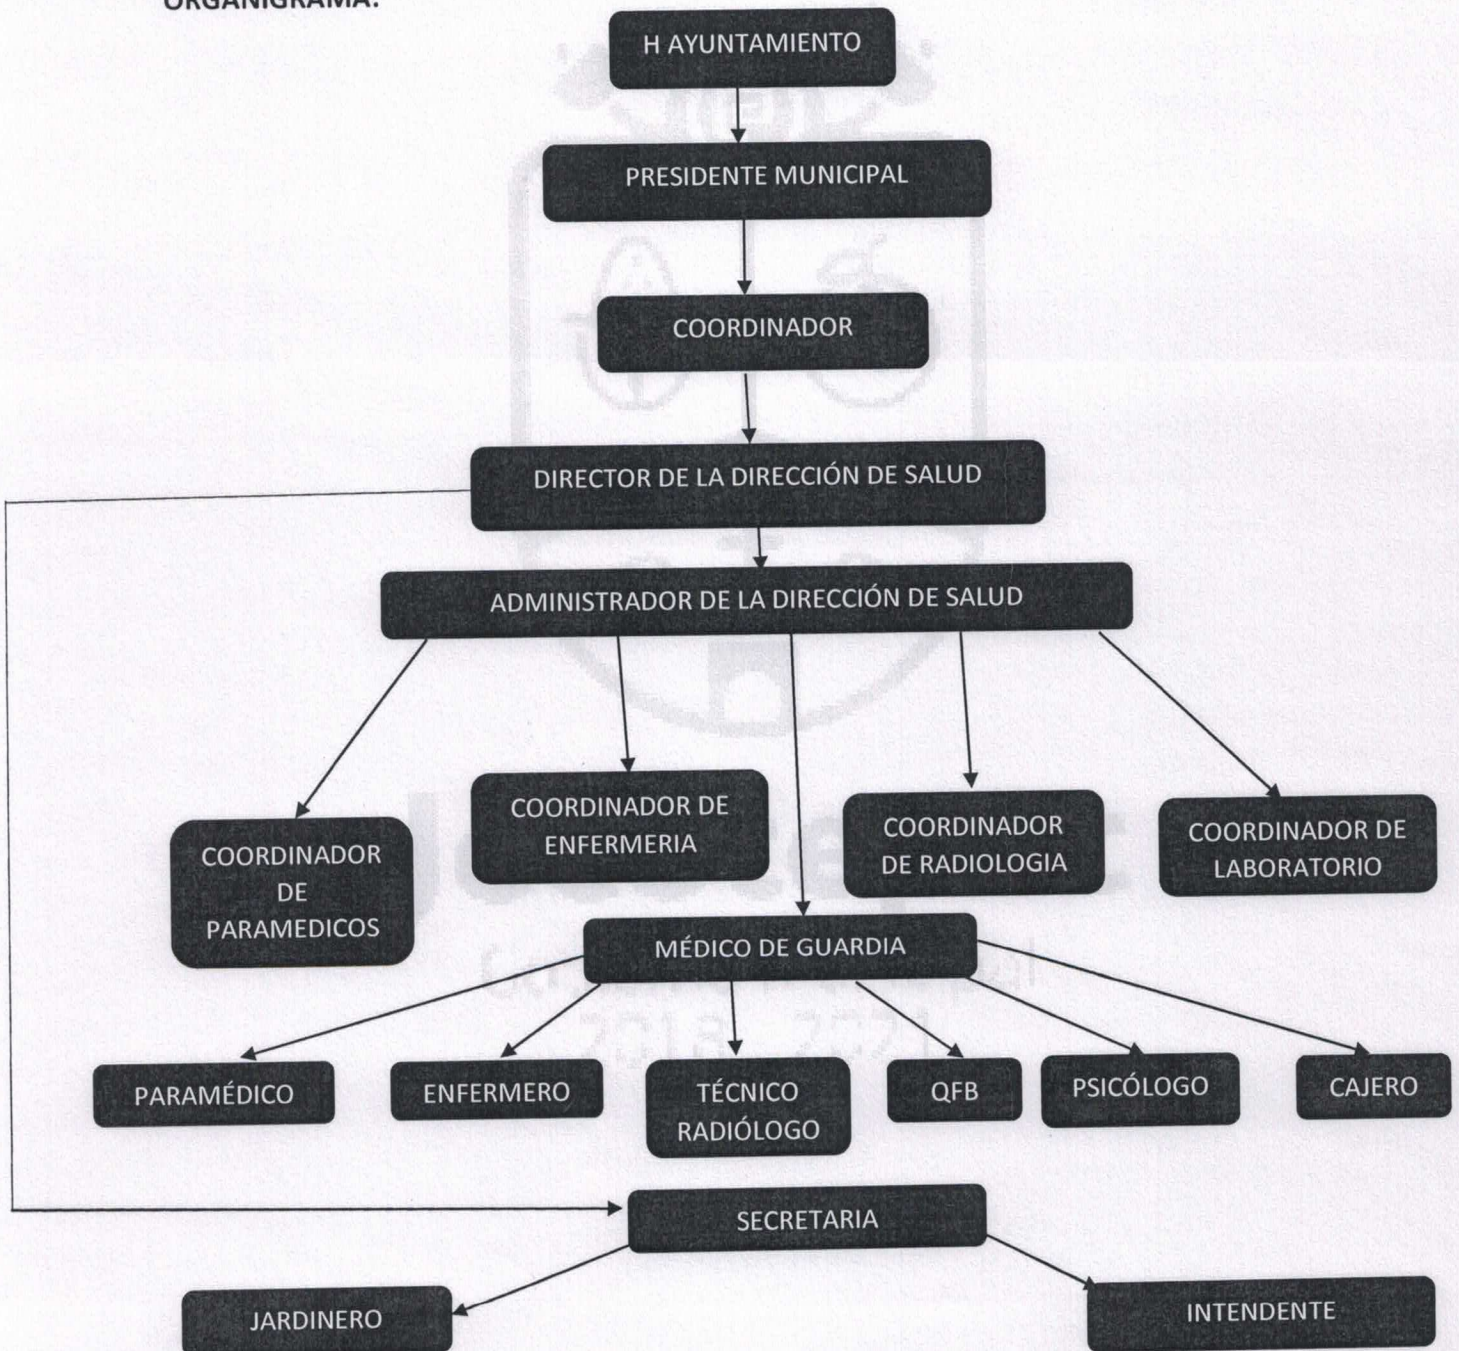 ORGANIGRAMA:
H AYUNTAMIENTO
PRESIDENTE MUNICIPAL
COORDINADOR
DIRECTOR DE LA DIRECCIÓN DE SALUD
ADMINISTRADOR DE LA DIRECCIÓN DE SALUD
COORDINADOR
DE
PARAMEDICOS
COORDINADOR DE
ENFERMERIA
COORDINADOR
DE RADIOLOGIA
COORDINADOR DE
LABORATORIO
MÉDICO DE GUARDIA
PARAMÉDICO
ENFERMERO
TÉCNICO
RADIÓLOGO
QFB
PSICÓLOGO
CAJERO
SECRETARIA
JARDINERO
INTENDENTE
2018 2021